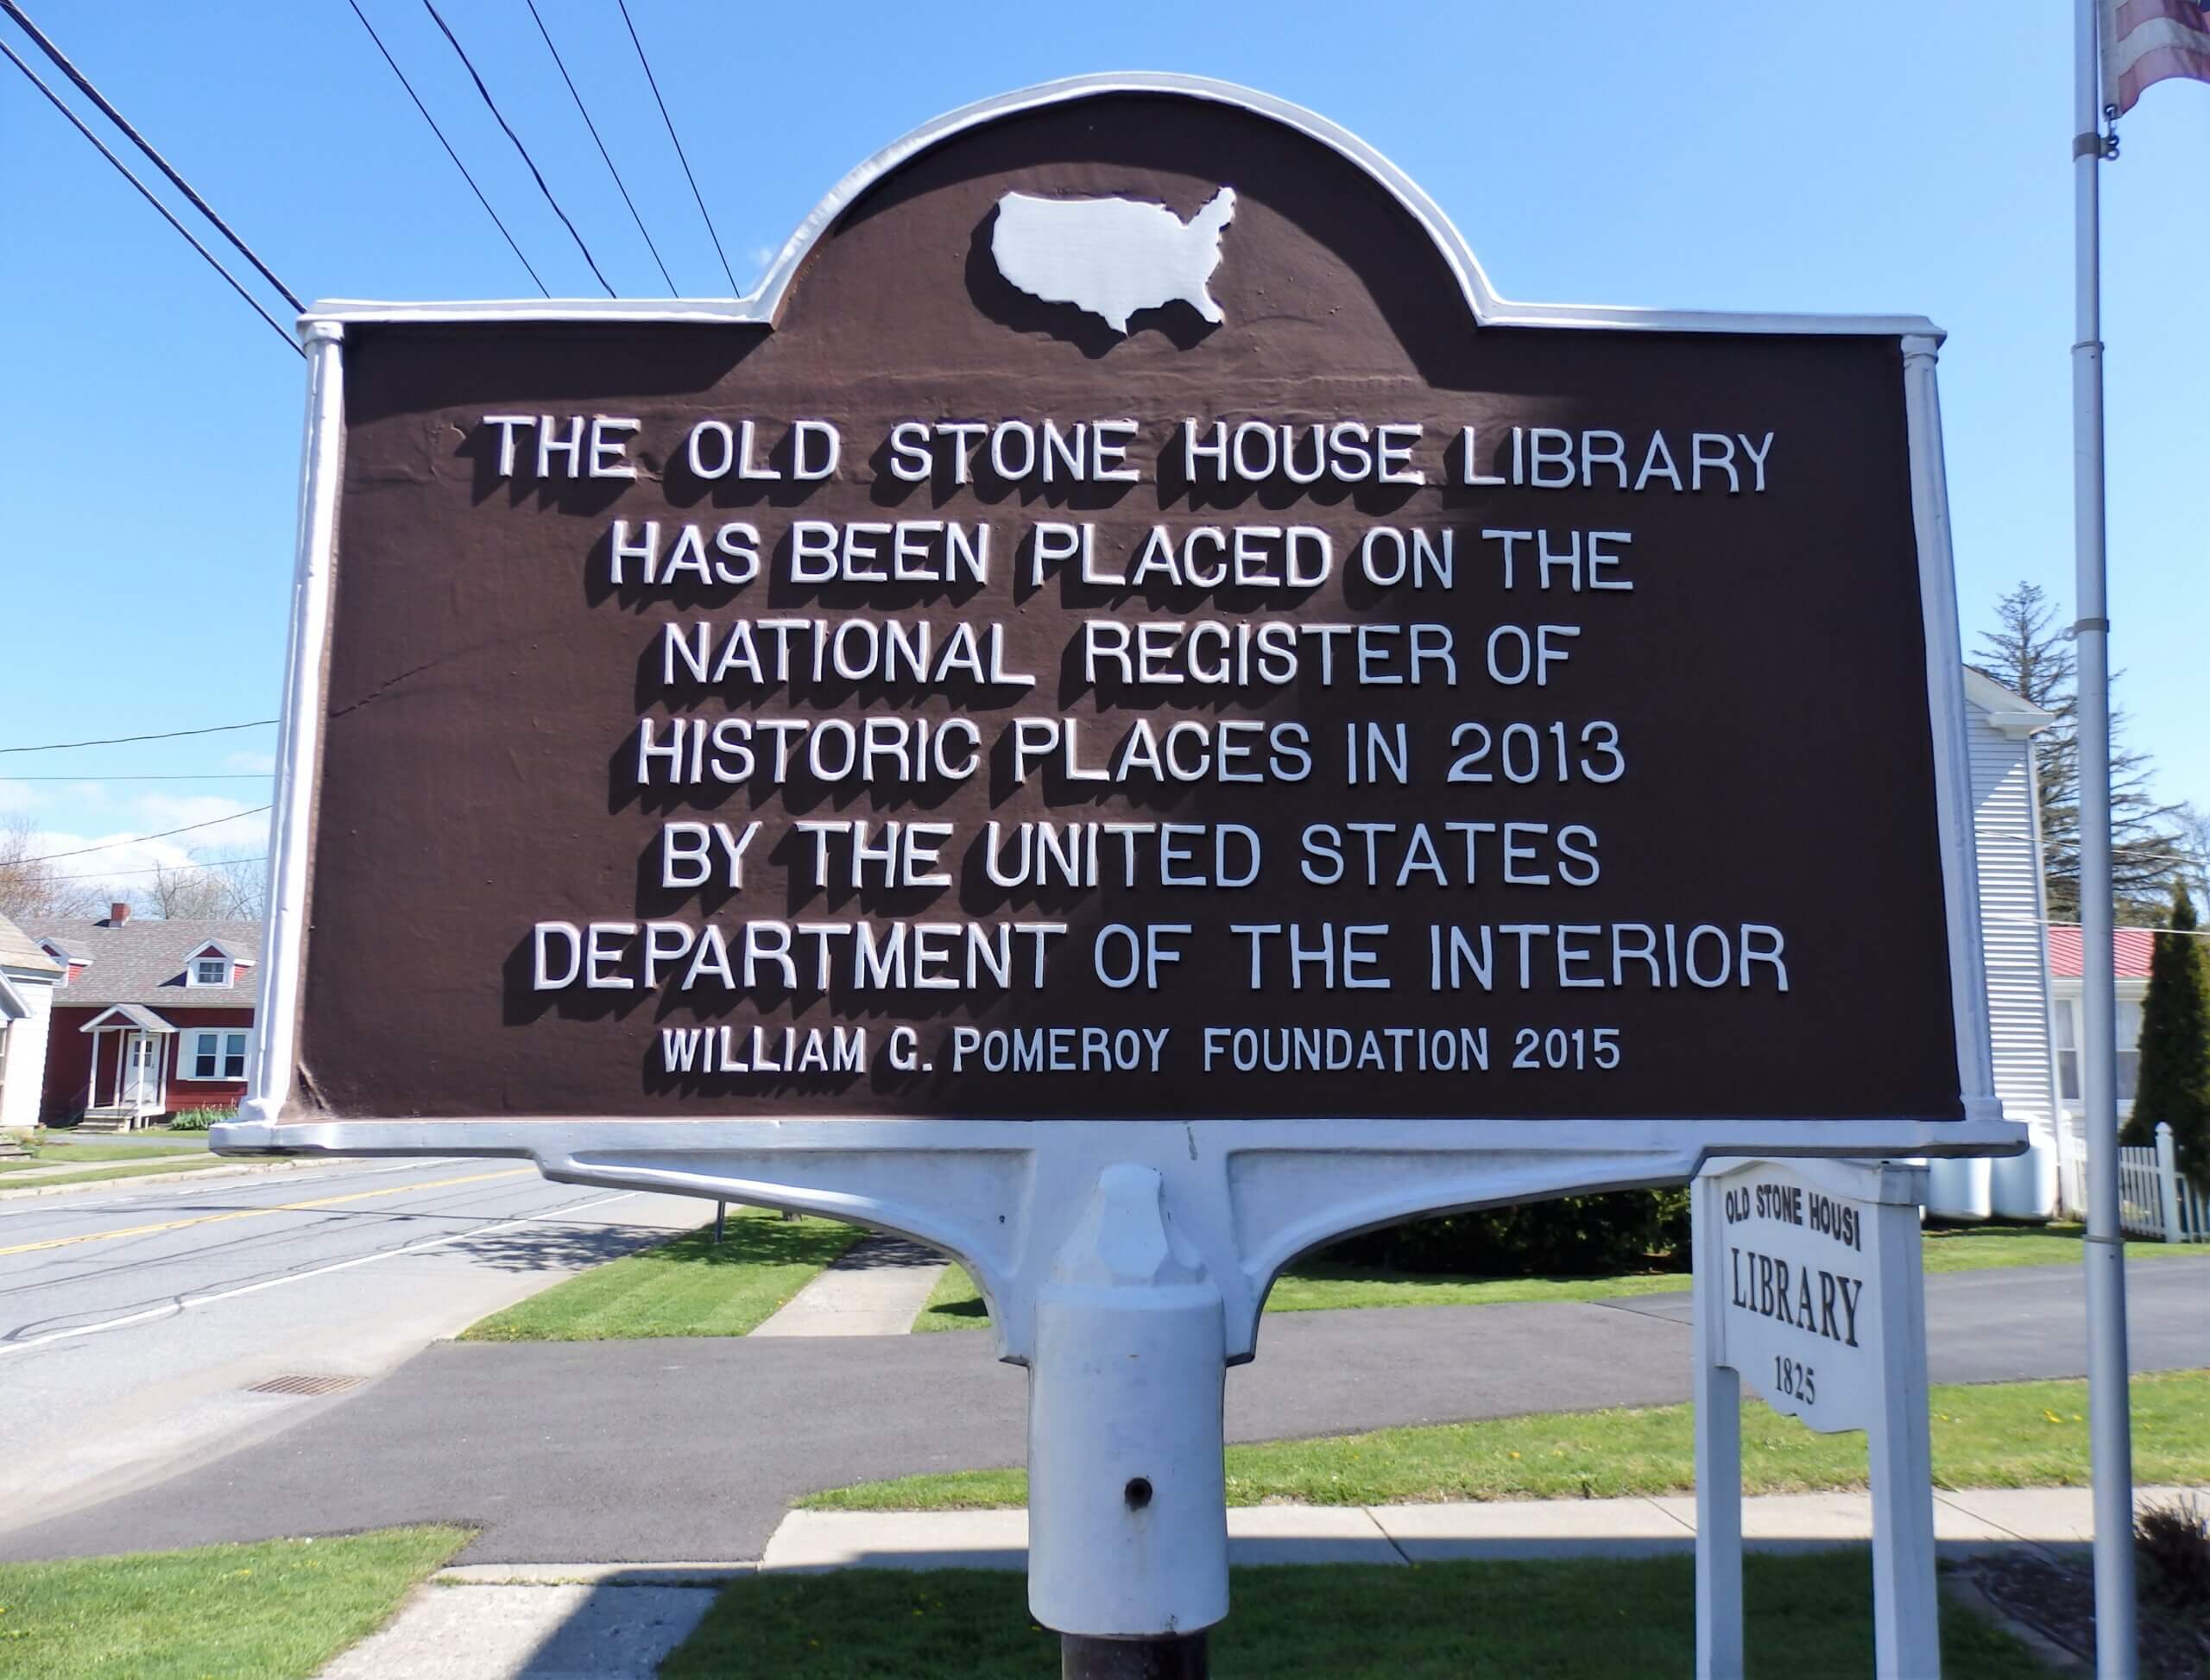 THE OLD STONE HOUSE LIBRARY
HAS BEEN PLACED ON THE
NATIONAL REGISTER OF
HISTORIC PLACES IN 2013
BY THE UNITED STATES
DEPARTMENT OF THE INTERIOR
WILLIAM G. POMEROY FOUNDATION 2015
OLD STONE HOUSE
LIBRARY
1825